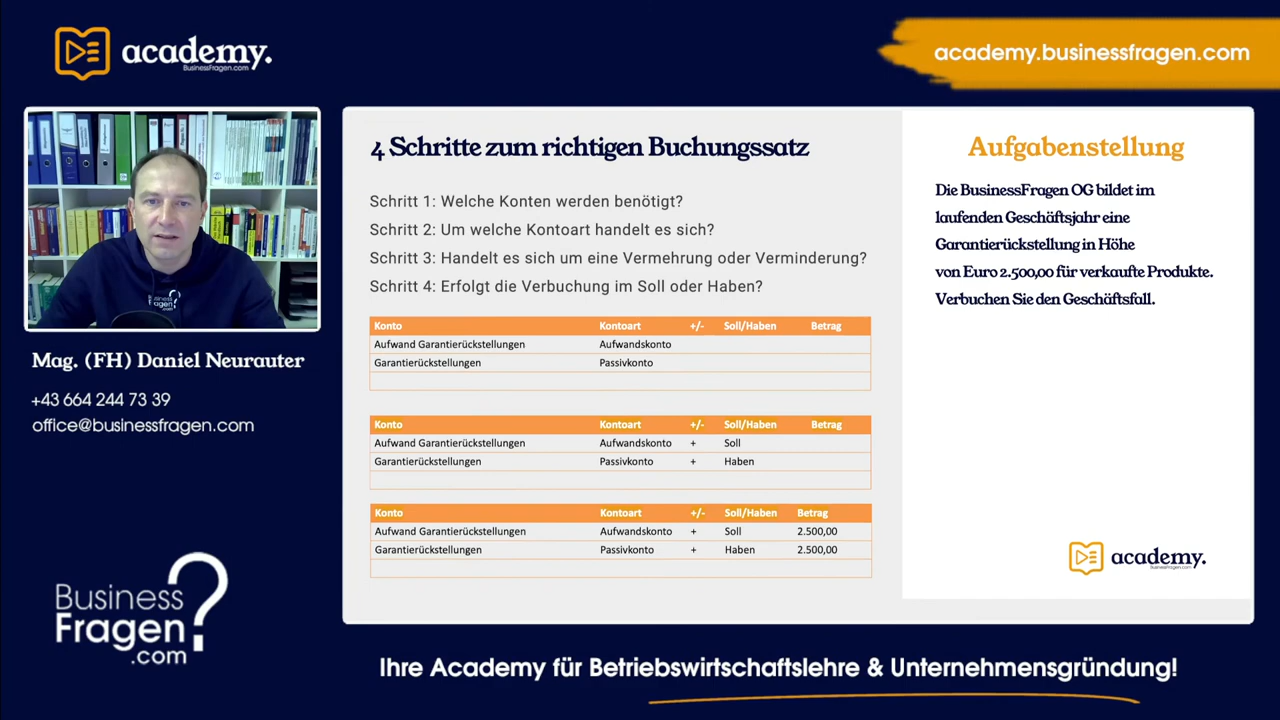 academy.
BusinessFragen.com
academy.businessfragen.com
Mag. (FH) Daniel Neurauter
+43 664 244 73 39
office@businessfragen.com
Business
Fragen
.com
?
4 Schritte zum richtigen Buchungssatz
Schritt 1: Welche Konten werden benötigt?
Schritt 2: Um welche Kontoart handelt es sich?
Schritt 3: Handelt es sich um eine Vermehrung oder Verminderung?
Schritt 4: Erfolgt die Verbuchung im Soll oder Haben?
Konto Kontoart +/- Soll/Haben Betrag
Aufwand Garantierückstellungen Aufwandskonto
Garantierückstellungen Passivkonto
Konto Kontoart +/- Soll/Haben Betrag
Aufwand Garantierückstellungen Aufwandskonto + Soll
Garantierückstellungen Passivkonto + Haben
Konto Kontoart +/- Soll/Haben Betrag
Aufwand Garantierückstellungen Aufwandskonto + Soll 2.500,00
Garantierückstellungen Passivkonto + Haben 2.500,00
Aufgabenstellung
Die BusinessFragen OG bildet im
laufenden Geschäftsjahr eine
Garantierückstellung in Höhe
von Euro 2.500,00 für verkaufte Produkte.
Verbuchen Sie den Geschäftsfall.
academy.
BusinessFragen.com
Ihre Academy für Betriebswirtschaftslehre & Unternehmensgründung!